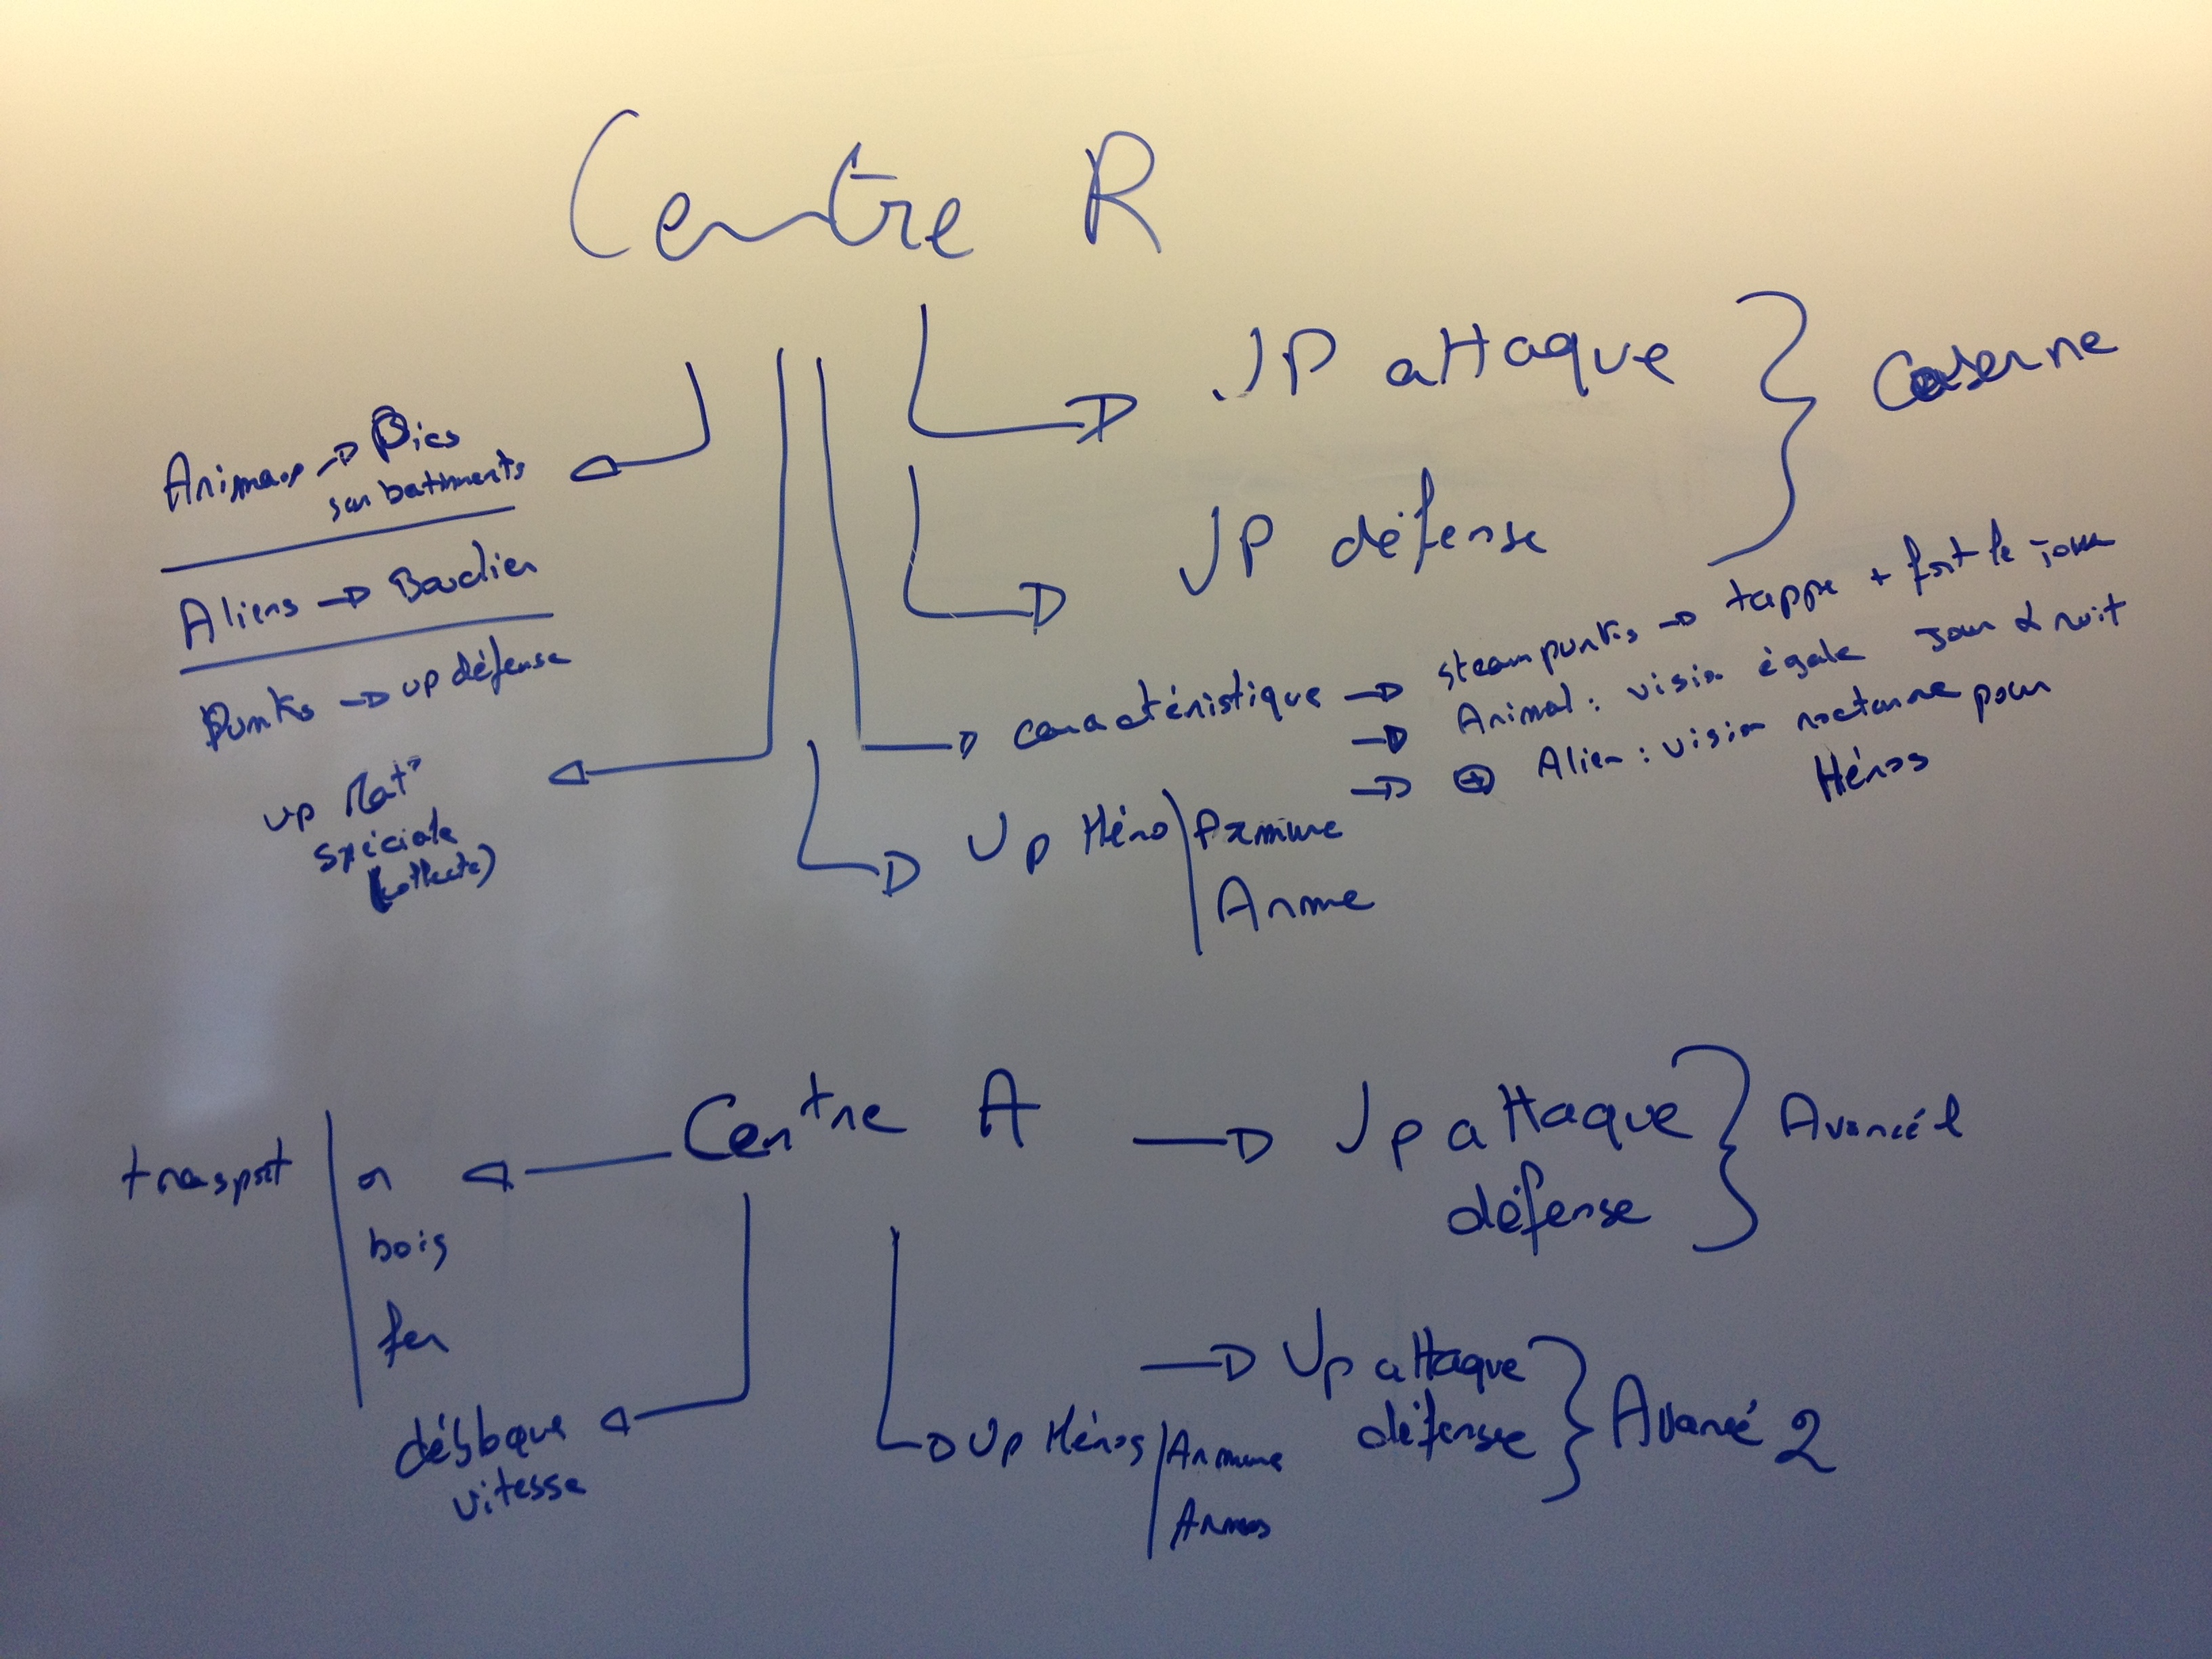 Centre R
UP attaque
Caserne
UP défense
Animaux → Pics
sur batiments
Aliens → Bouclier
Punks → up défense
up Mat°
spéciale
(collecte)
caractéristique → steampunks → tappe + fort le jour
→ Animal : vision égale jour & nuit
→ Alien : vision nocturne pour
Héros
Up Héro Armure
Arme
Centre A → Up attaque
défense
Avancé 1
transport
or
bois
fer
débloque
vitesse
→ Up attaque
défense
Avancé 2
Up Héros Armure
Armes